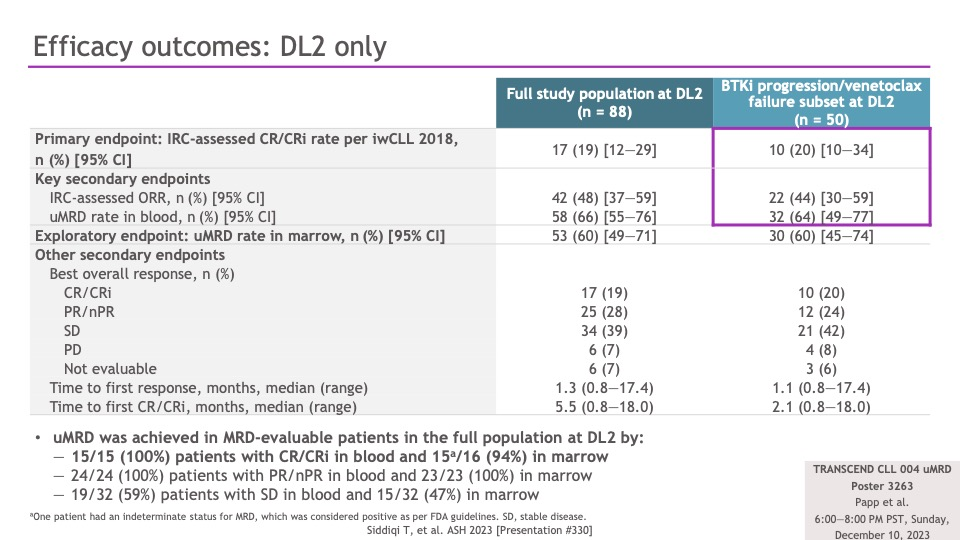 Efficacy outcomes: DL2 only
Full study population at DL2
(n = 88)
BTKi progression/venetoclax
failure subset at DL2
(n = 50)
Primary endpoint: IRC-assessed CR/CRi rate per iwCLL 2018,
n (%) [95% CI]
17 (19) [12—29]
10 (20) [10—34]
Key secondary endpoints
IRC-assessed ORR, n (%) [95% CI]
42 (48) [37—59]
22 (44) [30—59]
uMRD rate in blood, n (%) [95% CI]
58 (66) [55—76]
32 (64) [49—77]
Exploratory endpoint: uMRD rate in marrow, n (%) [95% CI]
53 (60) [49—71]
30 (60) [45—74]
Other secondary endpoints
Best overall response, n (%)
CR/CRi
17 (19)
10 (20)
PR/nPR
25 (28)
12 (24)
SD
34 (39)
21 (42)
PD
6 (7)
4 (8)
Not evaluable
6 (7)
3 (6)
Time to first response, months, median (range)
1.3 (0.8—17.4)
1.1 (0.8—17.4)
Time to first CR/CRi, months, median (range)
5.5 (0.8—18.0)
2.1 (0.8—18.0)
• uMRD was achieved in MRD-evaluable patients in the full population at DL2 by:
— 15/15 (100%) patients with CR/CRi in blood and 15ª/16 (94%) in marrow
— 24/24 (100%) patients with PR/nPR in blood and 23/23 (100%) in marrow
— 19/32 (59%) patients with SD in blood and 15/32 (47%) in marrow
ªOne patient had an indeterminate status for MRD, which was considered positive as per FDA guidelines. SD, stable disease.
Siddiqi T, et al. ASH 2023 [Presentation #330]
TRANSCEND CLL 004 uMRD
Poster 3263
Papp et al.
6:00—8:00 PM PST, Sunday,
December 10, 2023